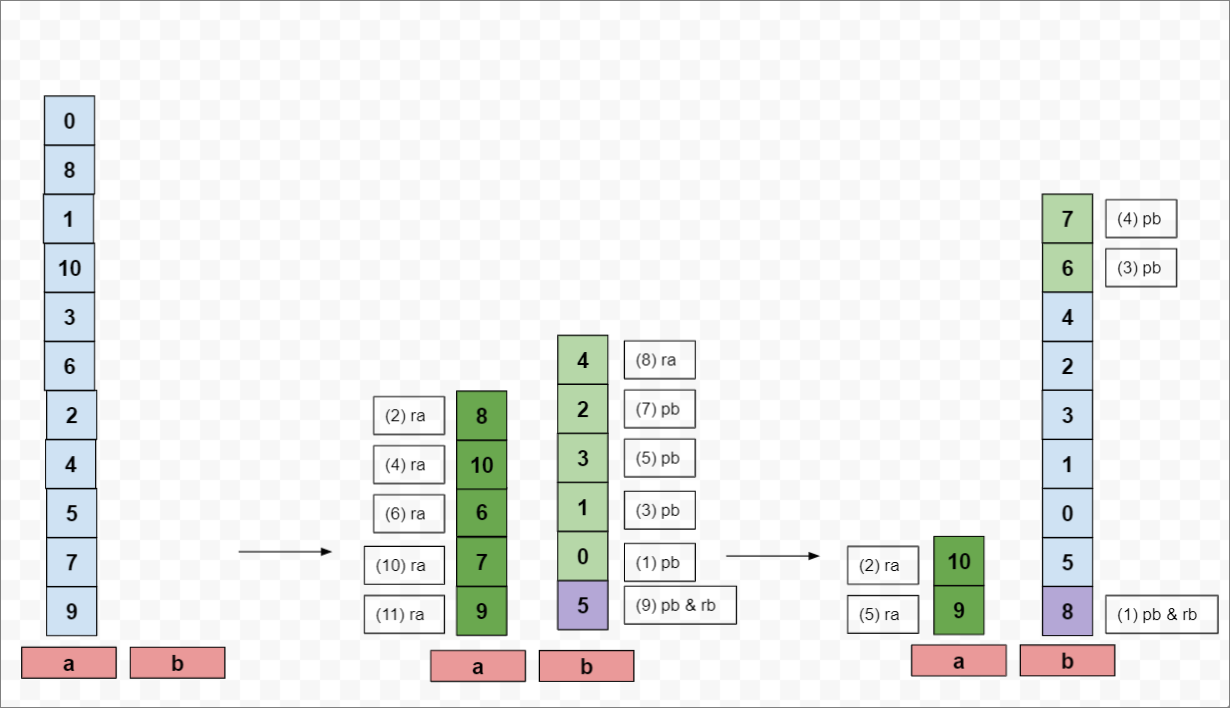 0
8
1
10
3
6
2
4
5
7
9
a
b
(2) ra
8
(4) ra
10
(6) ra
6
(10) ra
7
(11) ra
9
a
4
(8) ra
2
(7) pb
3
(5) pb
1
(3) pb
0
(1) pb
5
(9) pb & rb
b
(2) ra
10
(5) ra
9
a
7
(4) pb
6
(3) pb
4
2
3
1
0
5
8
(1) pb & rb
b